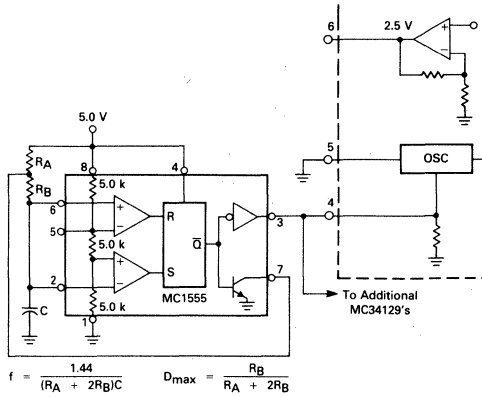 6
2.5 V
+
-
5.0 V
RA
RB
8
4
5
OSC
5.0 k
6
+
-
R
4
3
5
5.0 k
Q
+
-
S
7
2
MC1555
To Additional
MC34129's
C
5.0 k
1
f = 1.44 / (RA + 2RB)C
Dmax = RB / RA + 2RB